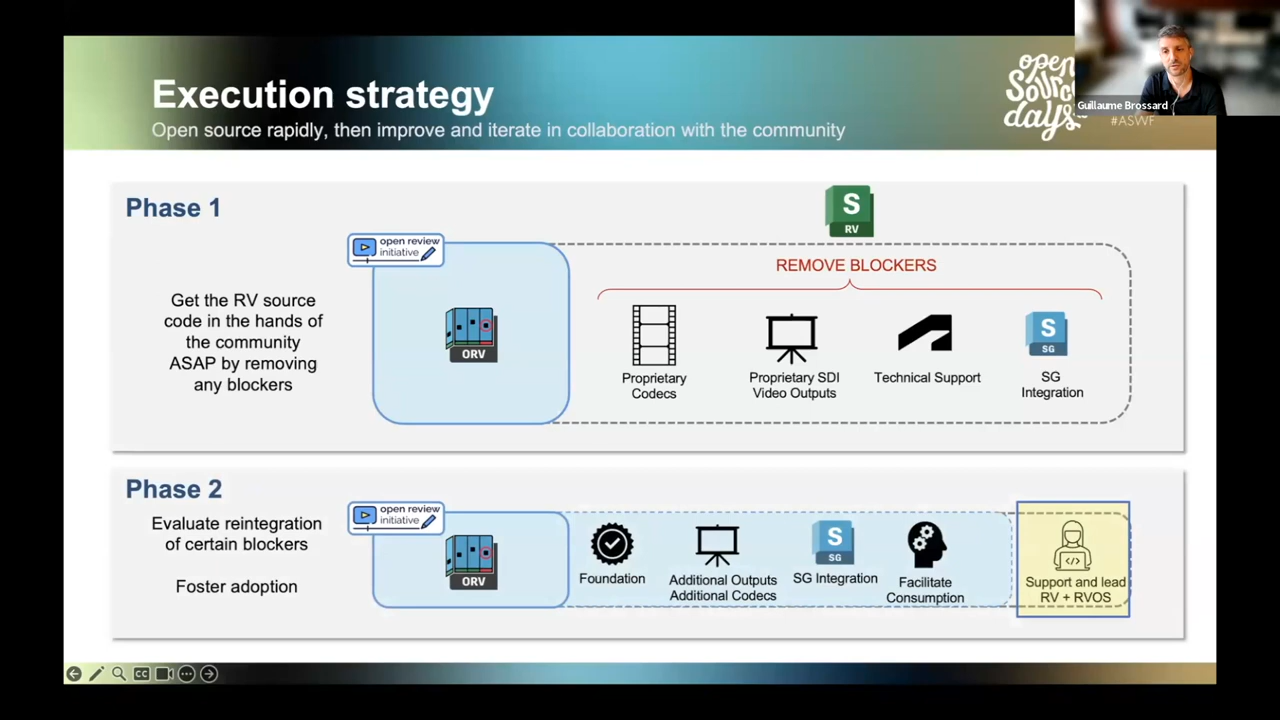 Execution strategy
Open source rapidly, then improve and iterate in collaboration with the community
open
Sourc
days
#ASWF
Guillaume Brossard
Phase 1
Get the RV source
code in the hands of
the community
ASAP by removing
any blockers
open review
initiative
ORV
S
RV
REMOVE BLOCKERS
Proprietary
Codecs
Proprietary SDI
Video Outputs
Technical Support
S
SG
SG
Integration
Phase 2
Evaluate reintegration
of certain blockers
Foster adoption
open review
initiative
ORV
Foundation
Additional Outputs
Additional Codecs
S
SG
SG Integration
Facilitate
Consumption
</>
Support and lead
RV + RVOS
CC